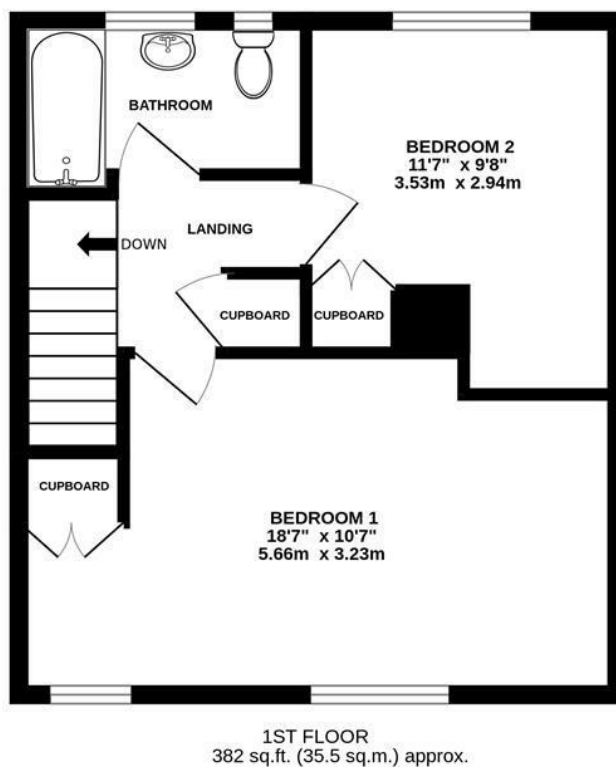 BATHROOM
BEDROOM 2
11'7" x 9'8"
3.53m x 2.94m
LANDING
DOWN
CUPBOARD
CUPBOARD
CUPBOARD
BEDROOM 1
18'7" x 10'7"
5.66m x 3.23m
1ST FLOOR
382 sq.ft. (35.5 sq.m.) approx.